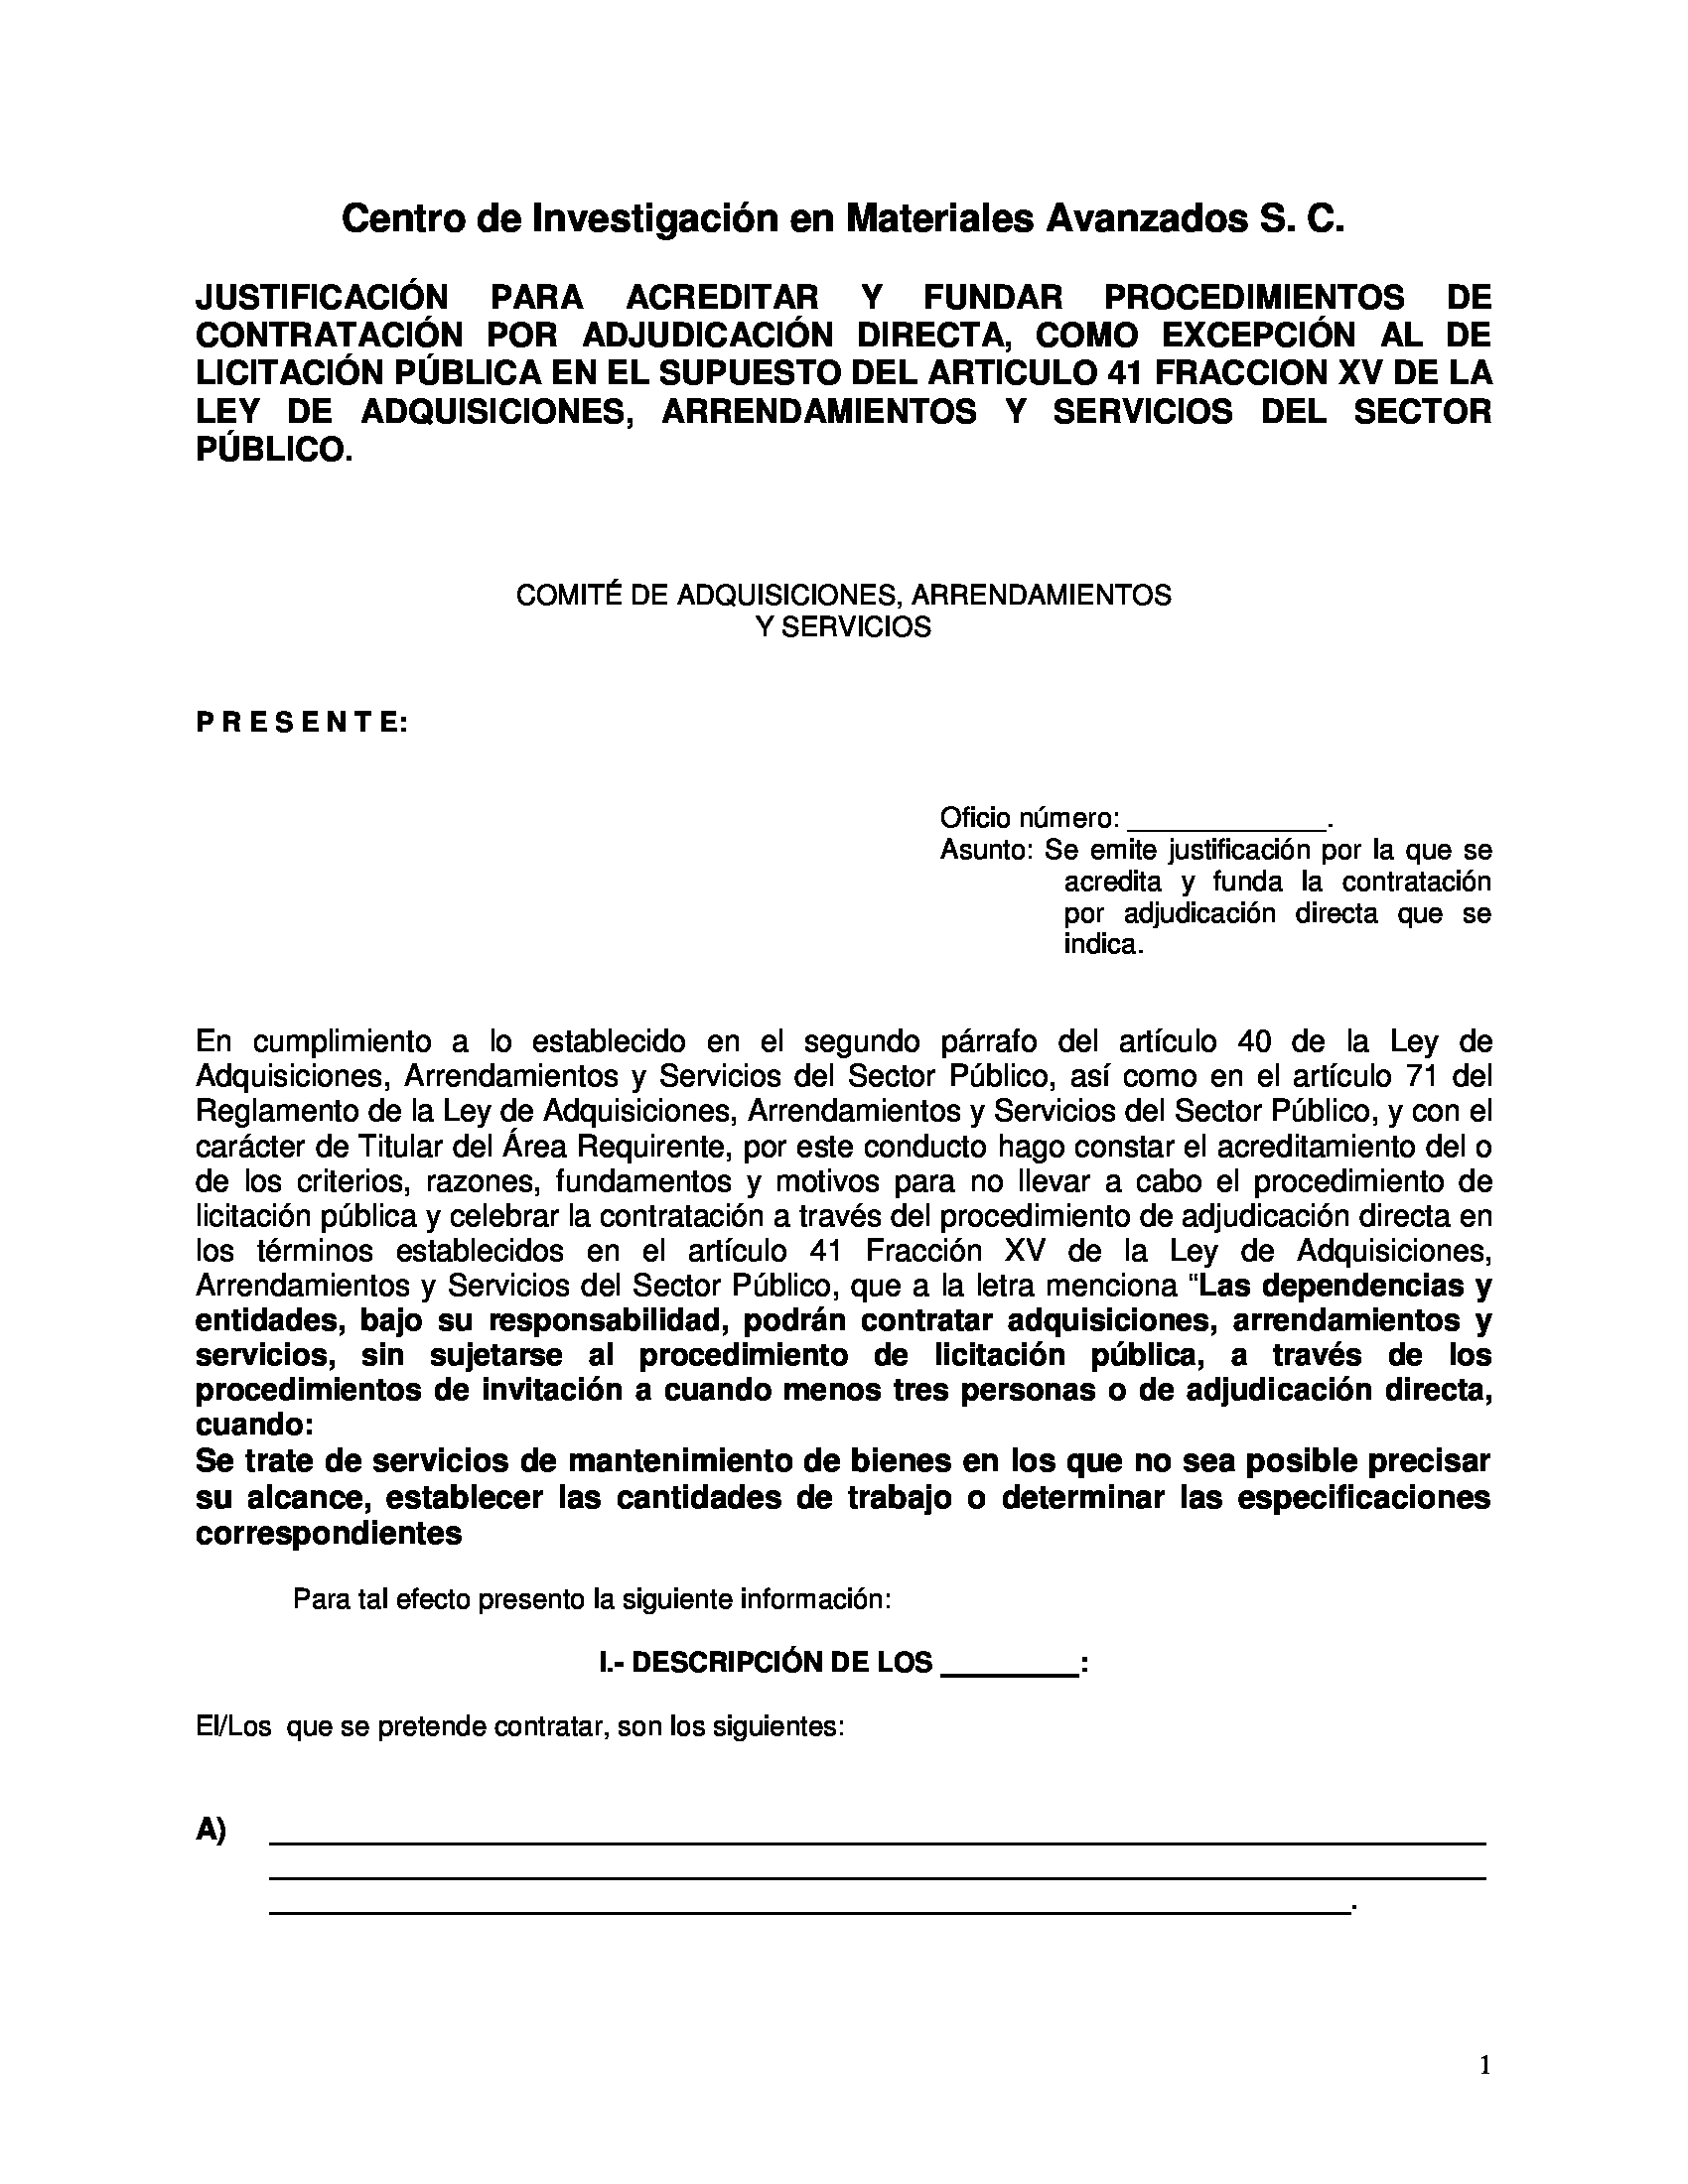 Centro de Investigación en Materiales Avanzados S. C.
JUSTIFICACIÓN PARA ACREDITAR Y FUNDAR PROCEDIMIENTOS DE
CONTRATACIÓN POR ADJUDICACIÓN DIRECTA, COMO EXCEPCIÓN AL DE
LICITACIÓN PÚBLICA EN EL SUPUESTO DEL ARTICULO 41 FRACCION XV DE LA
LEY DE ADQUISICIONES, ARRENDAMIENTOS Y SERVICIOS DEL SECTOR
PÚBLICO.
COMITÉ DE ADQUISICIONES, ARRENDAMIENTOS
Y SERVICIOS
P R E S E N T E:
Oficio número: _____________.
Asunto: Se emite justificación por la que se
acredita y funda la contratación
por adjudicación directa que se
indica.
En cumplimiento a lo establecido en el segundo párrafo del artículo 40 de la Ley de
Adquisiciones, Arrendamientos y Servicios del Sector Público, así como en el artículo 71 del
Reglamento de la Ley de Adquisiciones, Arrendamientos y Servicios del Sector Público, y con el
carácter de Titular del Área Requirente, por este conducto hago constar el acreditamiento del o
de los criterios, razones, fundamentos y motivos para no llevar a cabo el procedimiento de
licitación pública y celebrar la contratación a través del procedimiento de adjudicación directa en
los términos establecidos en el artículo 41 Fracción XV de la Ley de Adquisiciones,
Arrendamientos y Servicios del Sector Público, que a la letra menciona “Las dependencias y
entidades, bajo su responsabilidad, podrán contratar adquisiciones, arrendamientos y
servicios, sin sujetarse al procedimiento de licitación pública, a través de los
procedimientos de invitación a cuando menos tres personas o de adjudicación directa,
cuando:
Se trate de servicios de mantenimiento de bienes en los que no sea posible precisar
su alcance, establecer las cantidades de trabajo o determinar las especificaciones
correspondientes
Para tal efecto presento la siguiente información:
I.- DESCRIPCIÓN DE LOS _________:
El/Los que se pretende contratar, son los siguientes:
A) ______________________________________________
______________________________________________
_________________________________________.
1